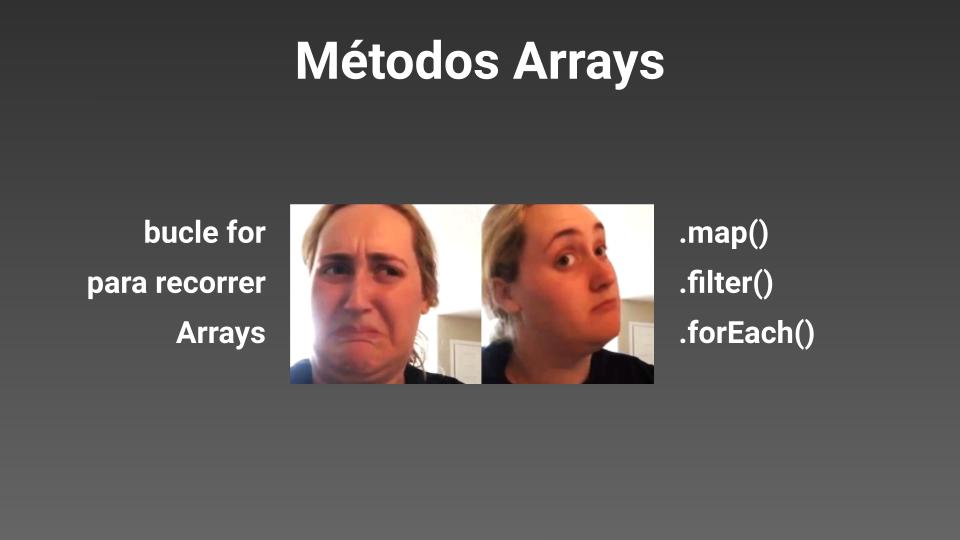 Métodos Arrays
bucle for
para recorrer
Arrays
.map()
.filter()
.forEach()